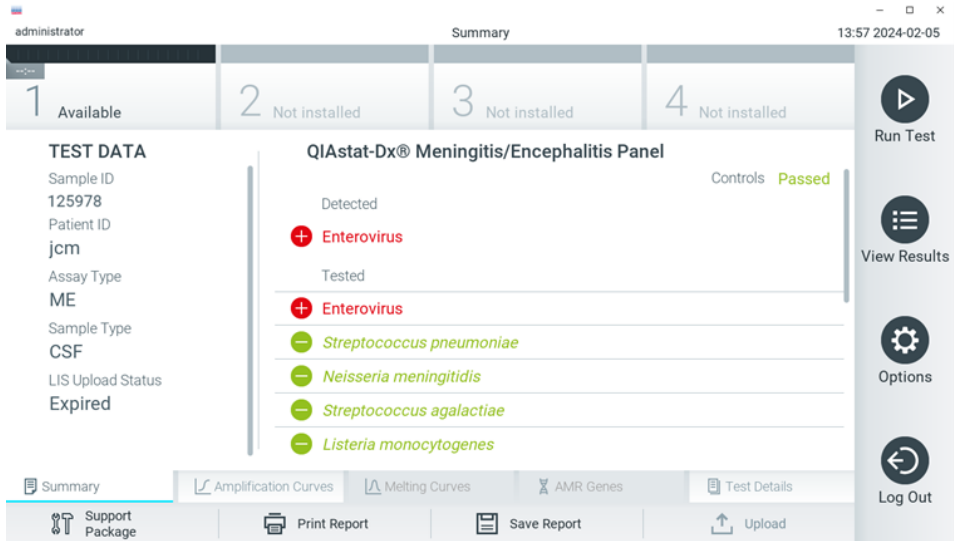 administrator
Summary
13:57 2024-02-05
--:--
1 Available
2 Not installed
3 Not installed
4 Not installed
Run Test
View Results
Options
Log Out
TEST DATA
Sample ID
125978
Patient ID
jcm
Assay Type
ME
Sample Type
CSF
LIS Upload Status
Expired
QIAstat-Dx® Meningitis/Encephalitis Panel
Controls Passed
Detected
Enterovirus
Tested
Enterovirus
Streptococcus pneumoniae
Neisseria meningitidis
Streptococcus agalactiae
Listeria monocytogenes
Summary
Amplification Curves
Melting Curves
AMR Genes
Test Details
Support
Package
Print Report
Save Report
Upload